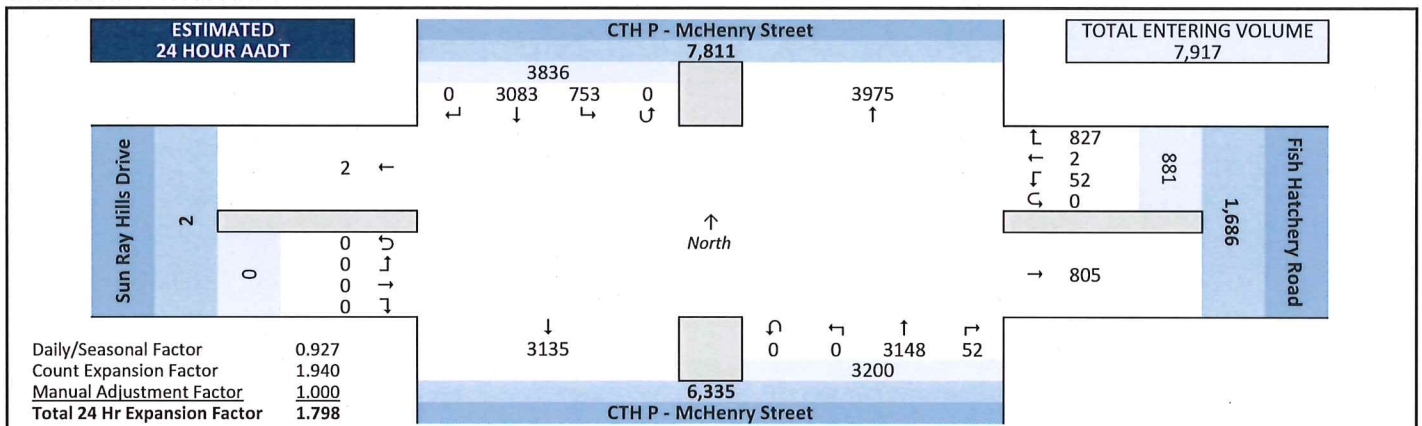 ESTIMATED
24 HOUR AADT
CTH P - McHenry Street
7,811
TOTAL ENTERING VOLUME
7,917
3836
0 3083 753 0
↵ ↓ ↳ ↺
3975
↑
Sun Ray Hills Drive
2
2 ←
0
0 ↺
0 ↱
0 →
0 ↴
↑
North
↱ 827
← 2
↲ 52
↺ 0
881
1,686
Fish Hatchery Road
→ 805
↓
3135
↺ ↰ ↑ ↱
0 0 3148 52
3200
6,335
CTH P - McHenry Street
Daily/Seasonal Factor 0.927
Count Expansion Factor 1.940
Manual Adjustment Factor 1.000
Total 24 Hr Expansion Factor 1.798